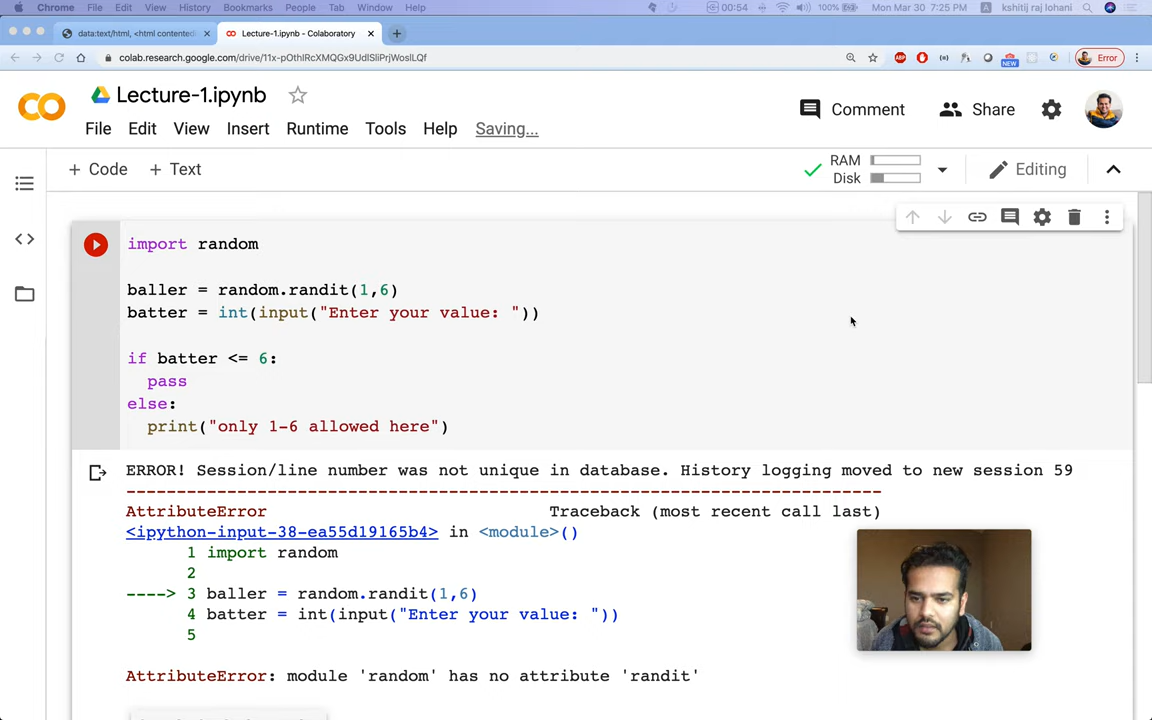 Chrome File Edit View History Bookmarks People Tab Window Help 00:54 100% Mon Mar 30 7:25 PM A kshitij raj lohani
data:text/html, <html contented Lecture-1.ipynb - Colaboratory
colab.research.google.com/drive/11x-pOthlRcXMQGx9UdlSliPrjWoslLQf ABP NEW Error
CO Lecture-1.ipynb Comment Share
File Edit View Insert Runtime Tools Help Saving...
+ Code + Text RAM Disk Editing
import random
baller = random.randit(1,6)
batter = int(input("Enter your value: "))
if batter <= 6:
pass
else:
print("only 1-6 allowed here")
ERROR! Session/line number was not unique in database. History logging moved to new session 59
---------------------------------------------------------------------------
AttributeError Traceback (most recent call last)
<ipython-input-38-ea55d19165b4> in <module>()
1 import random
2
----> 3 baller = random.randit(1,6)
4 batter = int(input("Enter your value: "))
5
AttributeError: module 'random' has no attribute 'randit'